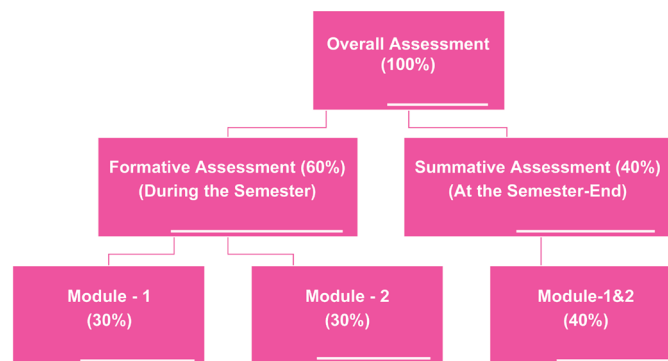 Overall Assessment
(100%)
Formative Assessment (60%)
(During the Semester)
Summative Assessment (40%)
(At the Semester-End)
Module - 1
(30%)
Module - 2
(30%)
Module-1&2
(40%)